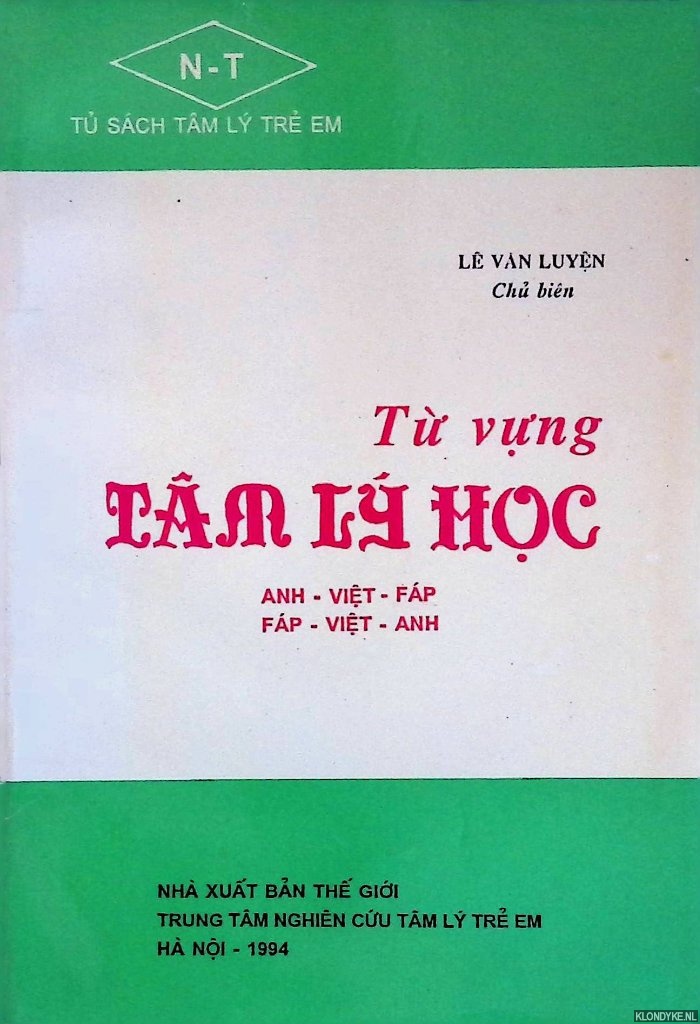 N-T
TỦ SÁCH TÂM LÝ TRẺ EM
LÊ VĂN LUYỆN
Chủ biên
Từ vựng
TÂM LÝ HỌC
ANH - VIỆT - FÁP
FÁP - VIỆT - ANH
NHÀ XUẤT BẢN THẾ GIỚI
TRUNG TÂM NGHIÊN CỨU TÂM LÝ TRẺ EM
HÀ NỘI - 1994
KLONDYKE.NL